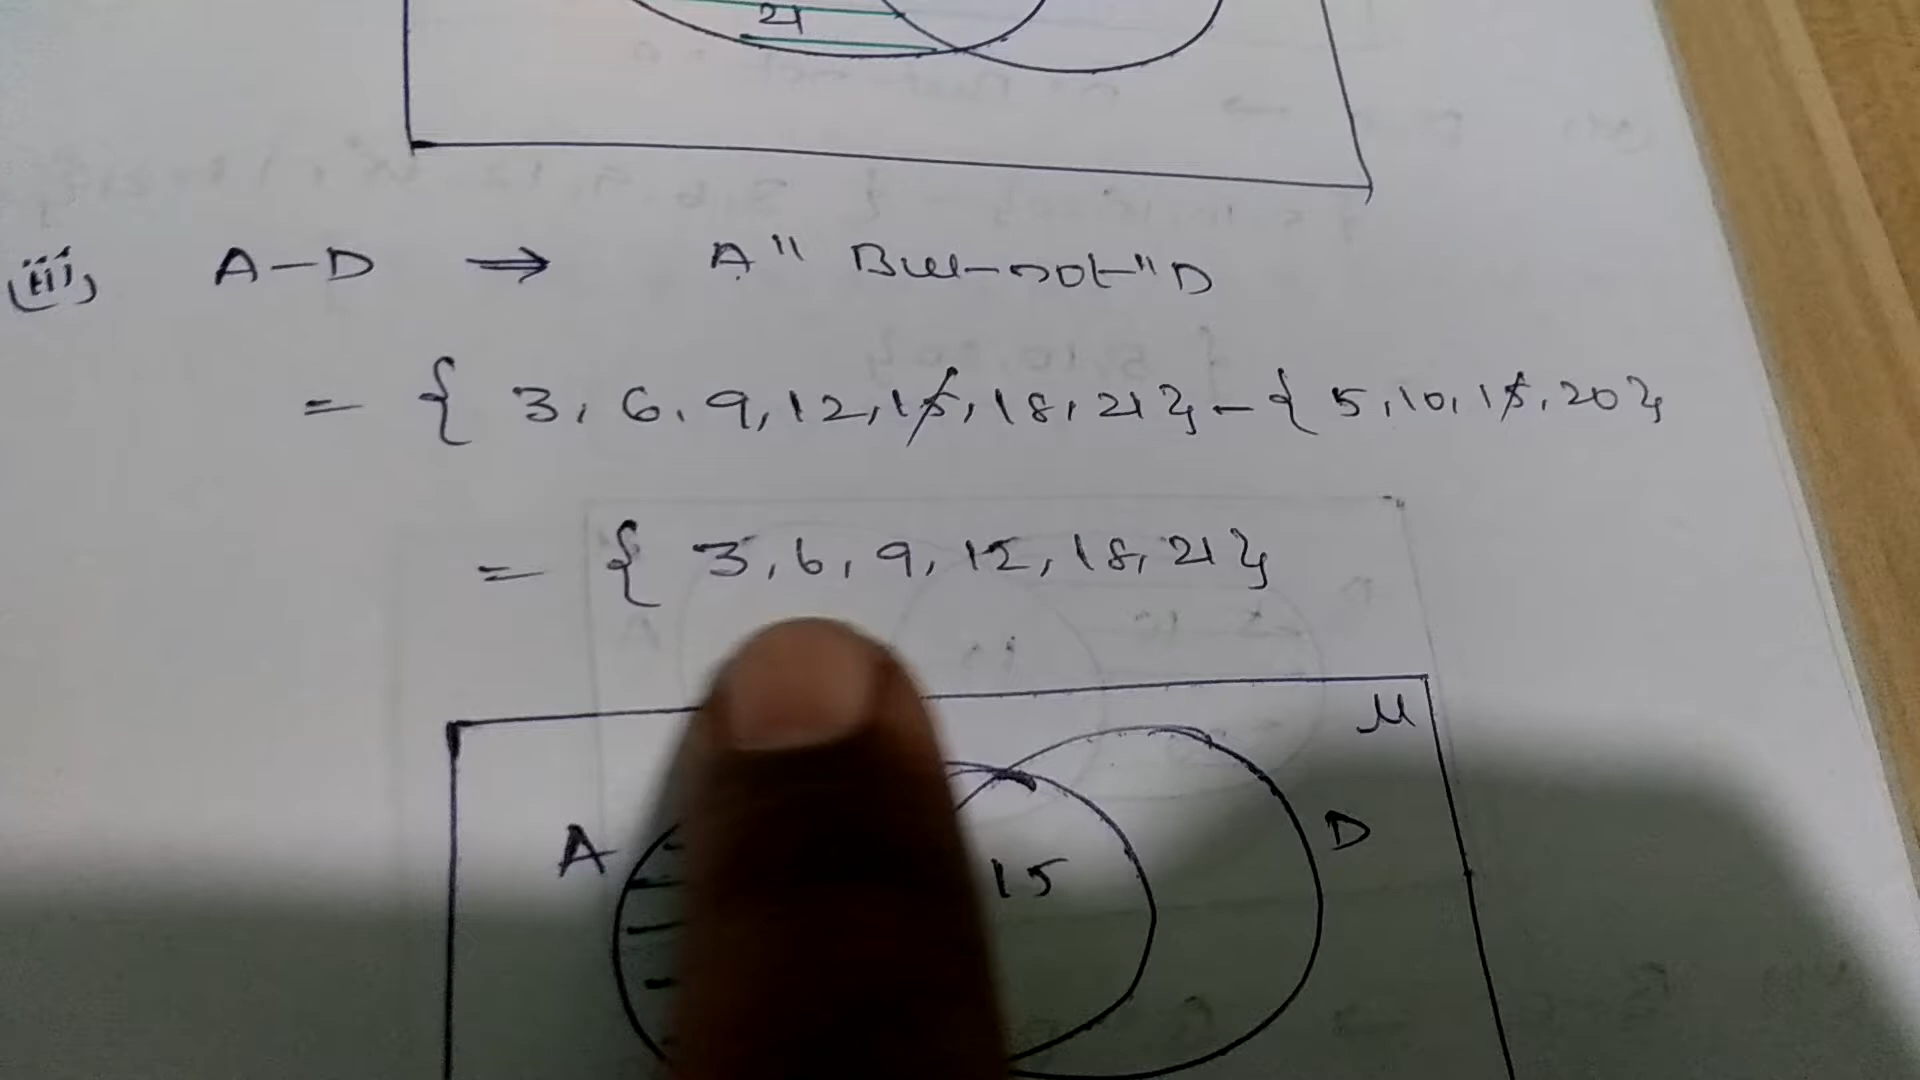 21
(iii) A-D ⇒ A" But-not" D
= { 3, 6, 9, 12, 15, 18, 21 } - { 5, 10, 15, 20 }
= { 3, 6, 9, 12, 18, 21 }
μ
A 15 D